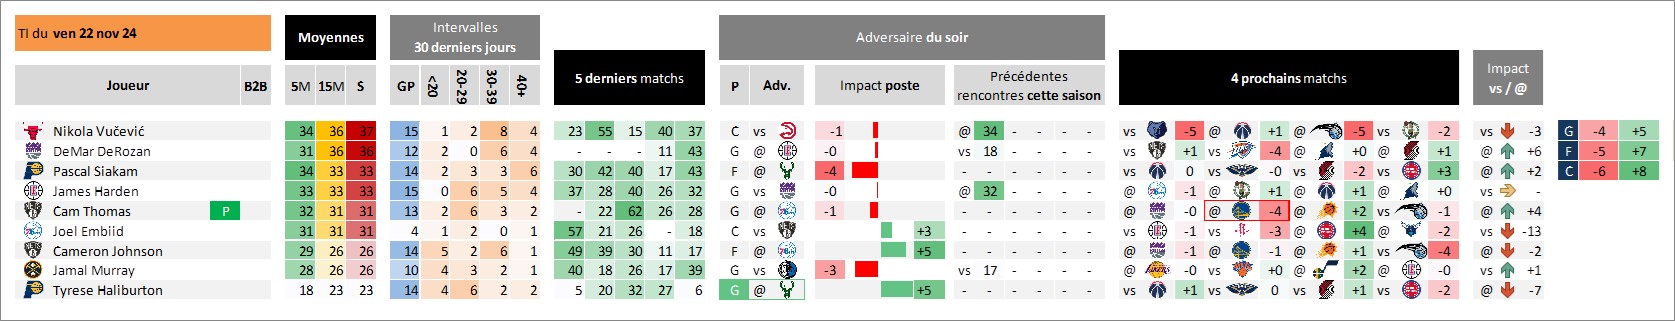 TI du ven 22 nov 24
Moyennes
Intervalles
30 derniers jours
5 derniers matchs
Adversaire du soir
4 prochains matchs
Impact
vs / @
Joueur B2B 5M 15M S GP <20 20-29 30-39 40+ P Adv. Impact poste Précédentes
rencontres cette saison
Nikola Vučević 34 36 37 15 1 2 8 4 23 55 15 40 37 C vs -1 @ 34 - - - - vs -5 @ +1 @ -5 vs -2 vs -3 G -4 +5
DeMar DeRozan 31 36 36 12 2 0 6 4 - - - 11 43 G @ -0 vs 18 - - - - vs +1 vs -4 @ +0 @ +1 @ +6 F -5 +7
Pascal Siakam 34 33 33 14 2 3 3 6 30 42 40 17 43 F @ -4 - - - - - vs 0 vs -0 vs -2 vs +3 @ +2 C -6 +8
James Harden 33 33 33 15 0 6 5 4 37 28 40 26 32 G vs -0 @ 32 - - - - @ -1 @ +1 @ +1 @ +0 vs -
Cam Thomas P 32 31 31 13 2 6 3 2 - 22 62 26 28 G @ -1 - - - - - @ -0 @ -4 @ +2 vs -1 @ +4
Joel Embiid 31 31 31 4 1 2 0 1 57 21 26 - 18 C vs +3 - - - - - vs -1 vs -3 @ +4 @ -2 vs -13
Cameron Johnson 29 26 26 14 5 2 6 1 49 39 30 11 17 F @ +5 - - - - - @ -1 @ -1 @ +1 vs -4 @ -2
Jamal Murray 28 26 26 10 4 3 2 1 40 18 26 17 39 G vs -3 vs 17 - - - - @ -0 vs +0 @ +2 @ -0 @ +1
Tyrese Haliburton 18 23 23 14 4 6 2 2 5 20 32 27 6 G @ +5 - - - - - vs +1 vs 0 vs +1 vs -2 @ -7